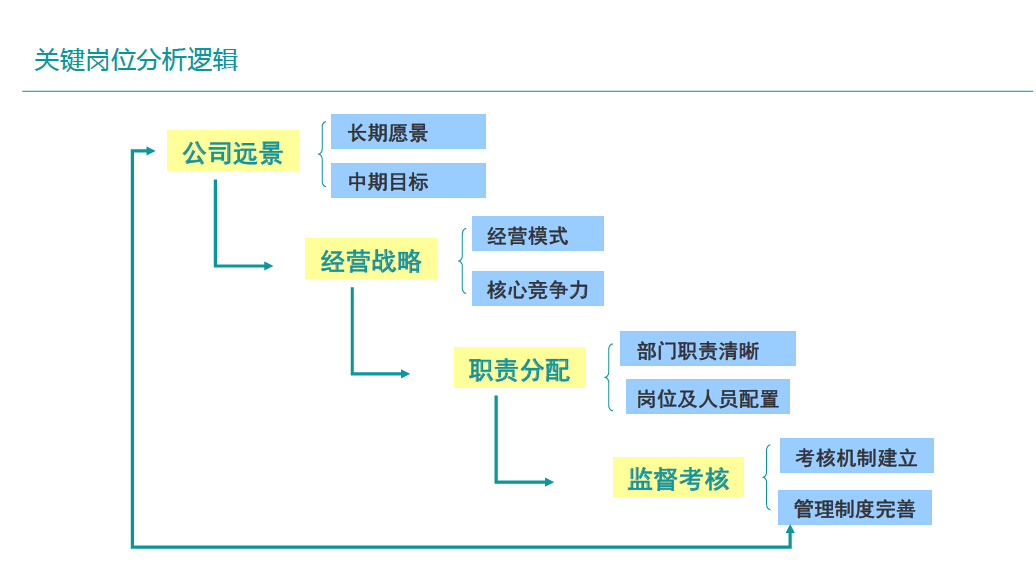 关键岗位分析逻辑
公司远景
长期愿景
中期目标
经营战略
经营模式
核心竞争力
职责分配
部门职责清晰
岗位及人员配置
监督考核
考核机制建立
管理制度完善